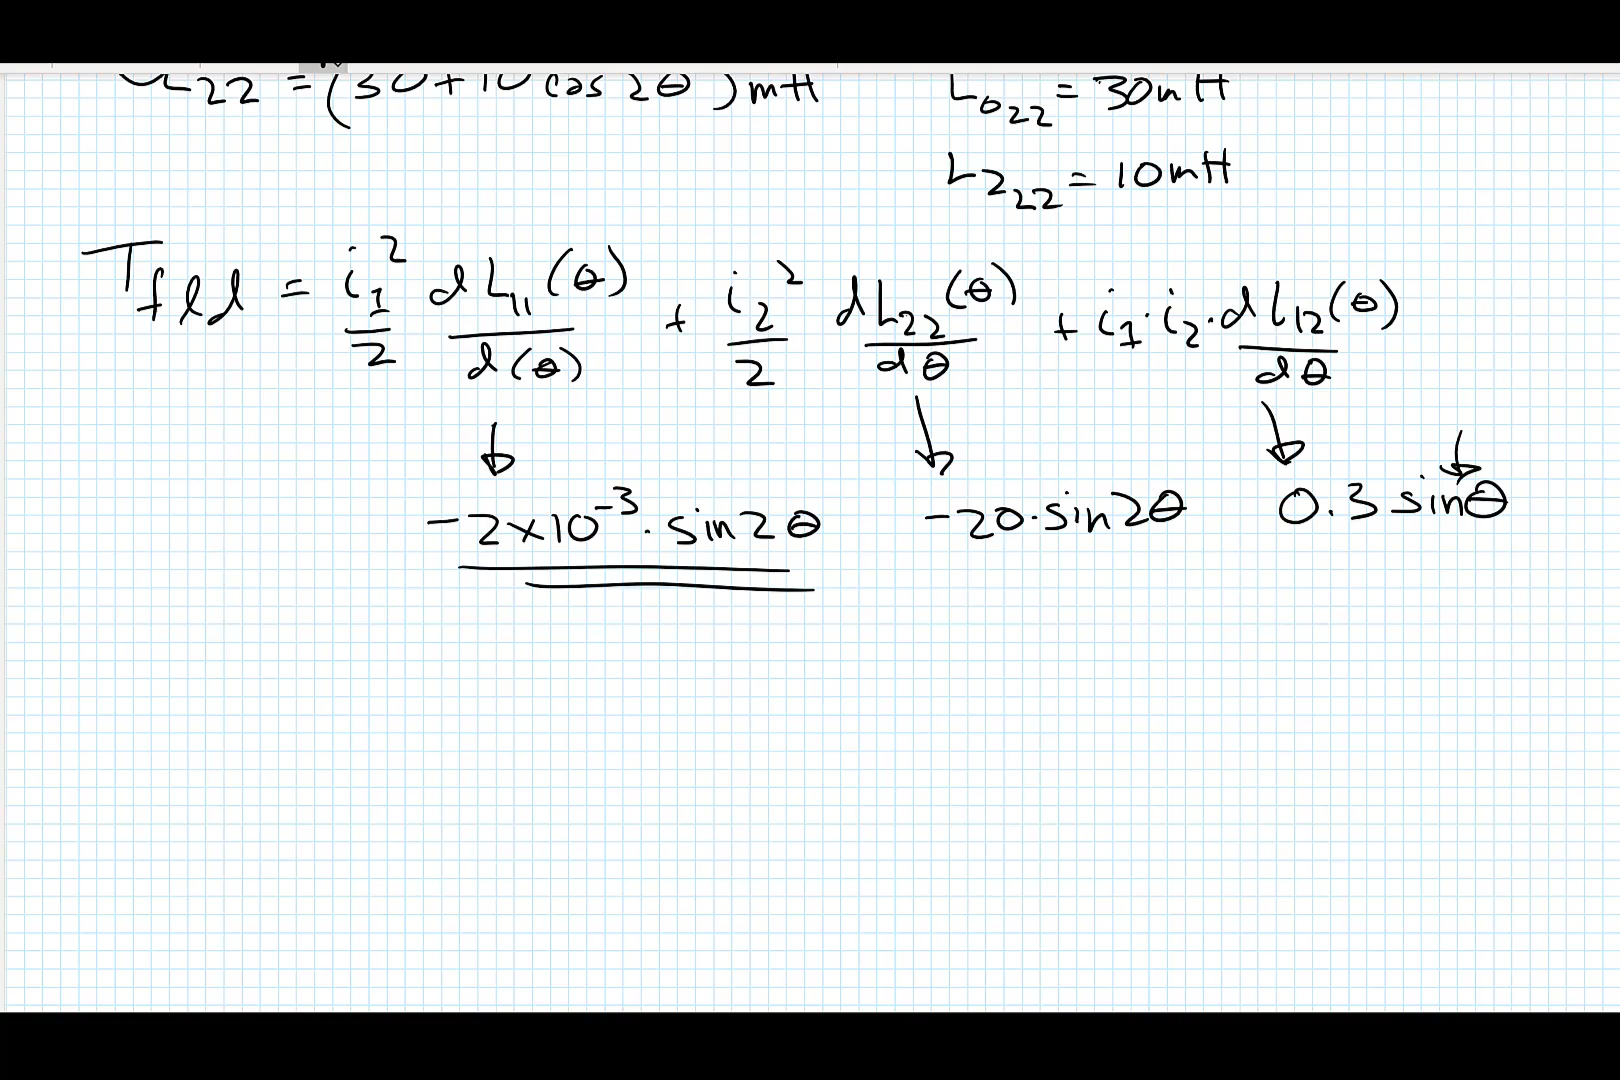 L22 = (30+10 cos 2θ) mH L022 = 30mH
L222 = 10mH
Tfld = i1²/2 dL11(θ)/d(θ) + i2²/2 dL22(θ)/dθ + i1·i2·dL12(θ)/dθ
-2×10⁻³·sin2θ -20·sin2θ 0.3 sinθ